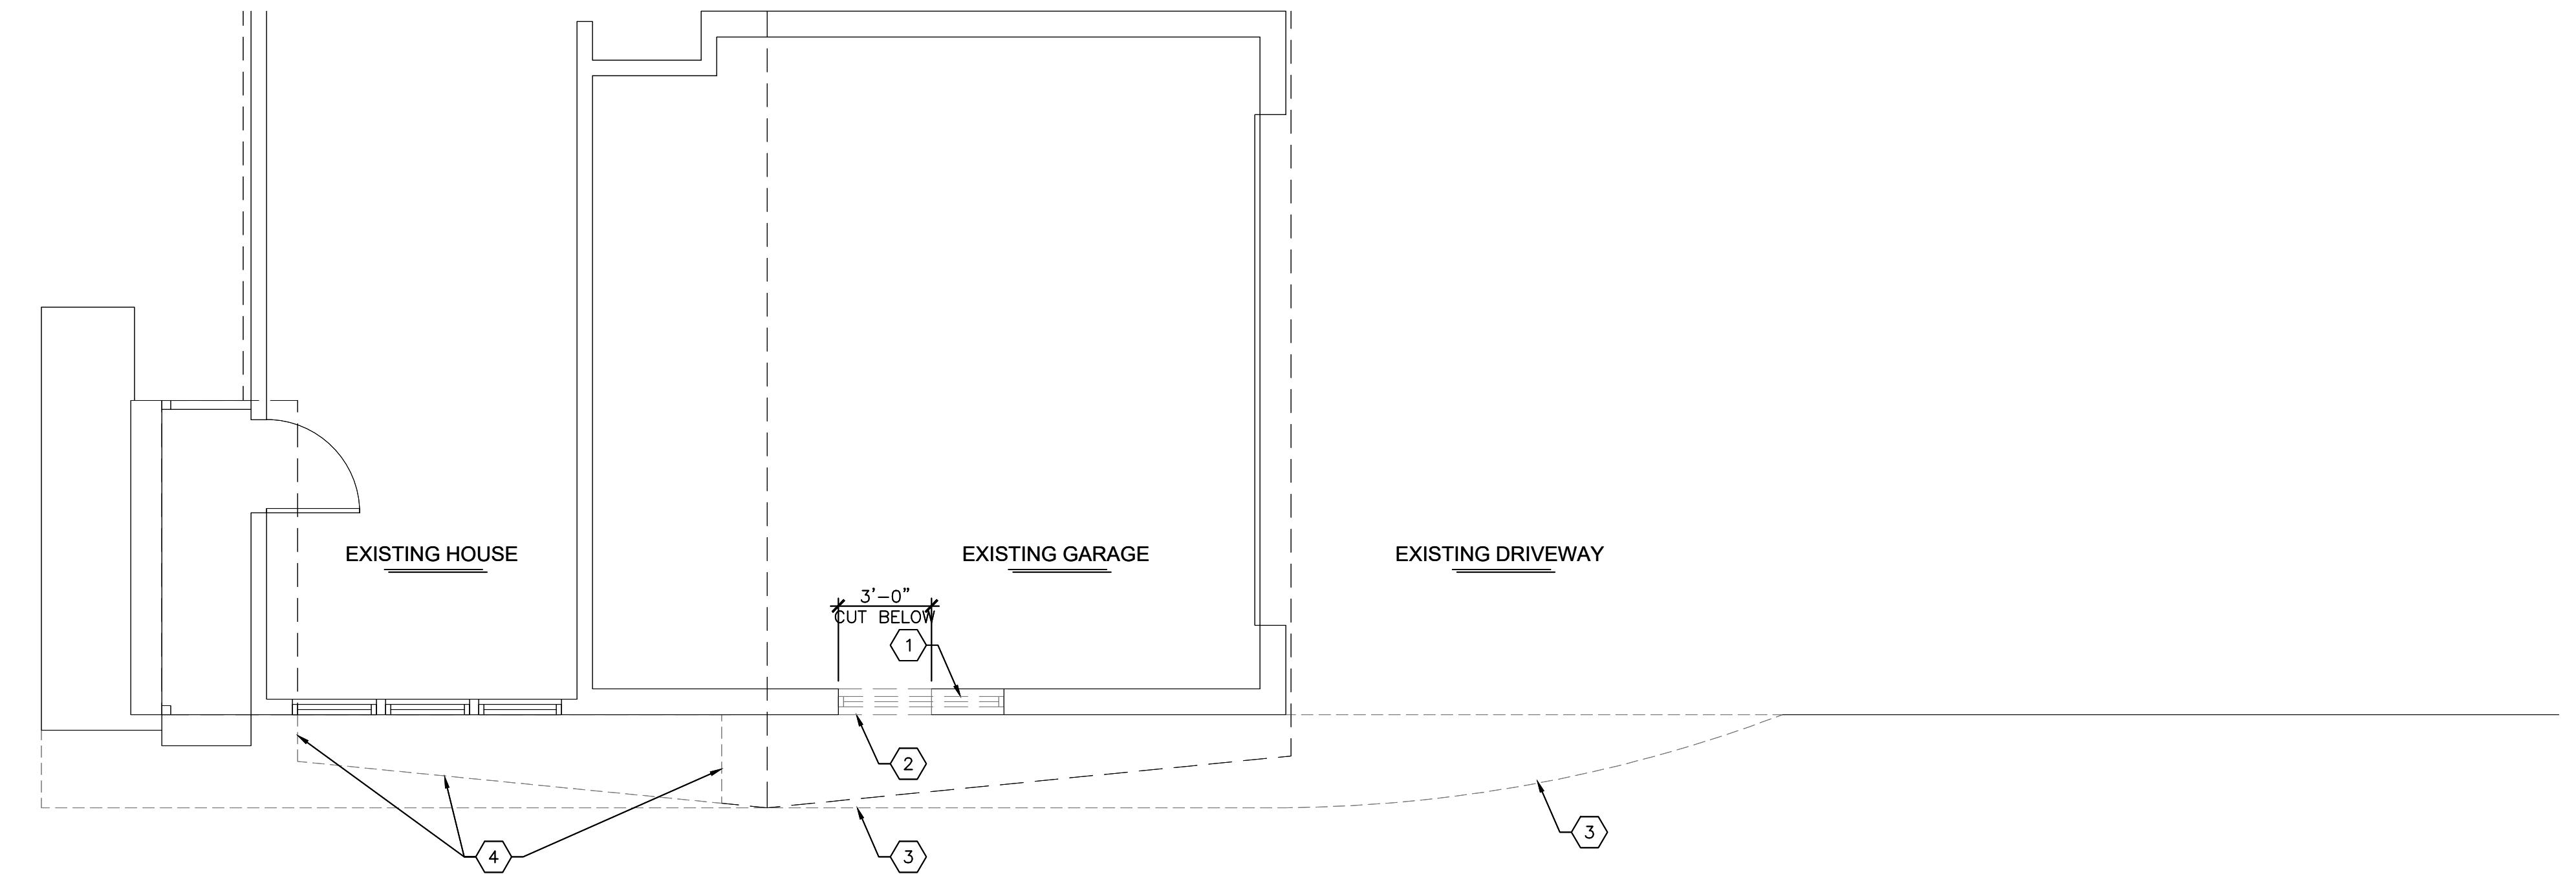 EXISTING HOUSE
EXISTING GARAGE
EXISTING DRIVEWAY
3'-0"
CUT BELOW
1
2
3
4
3